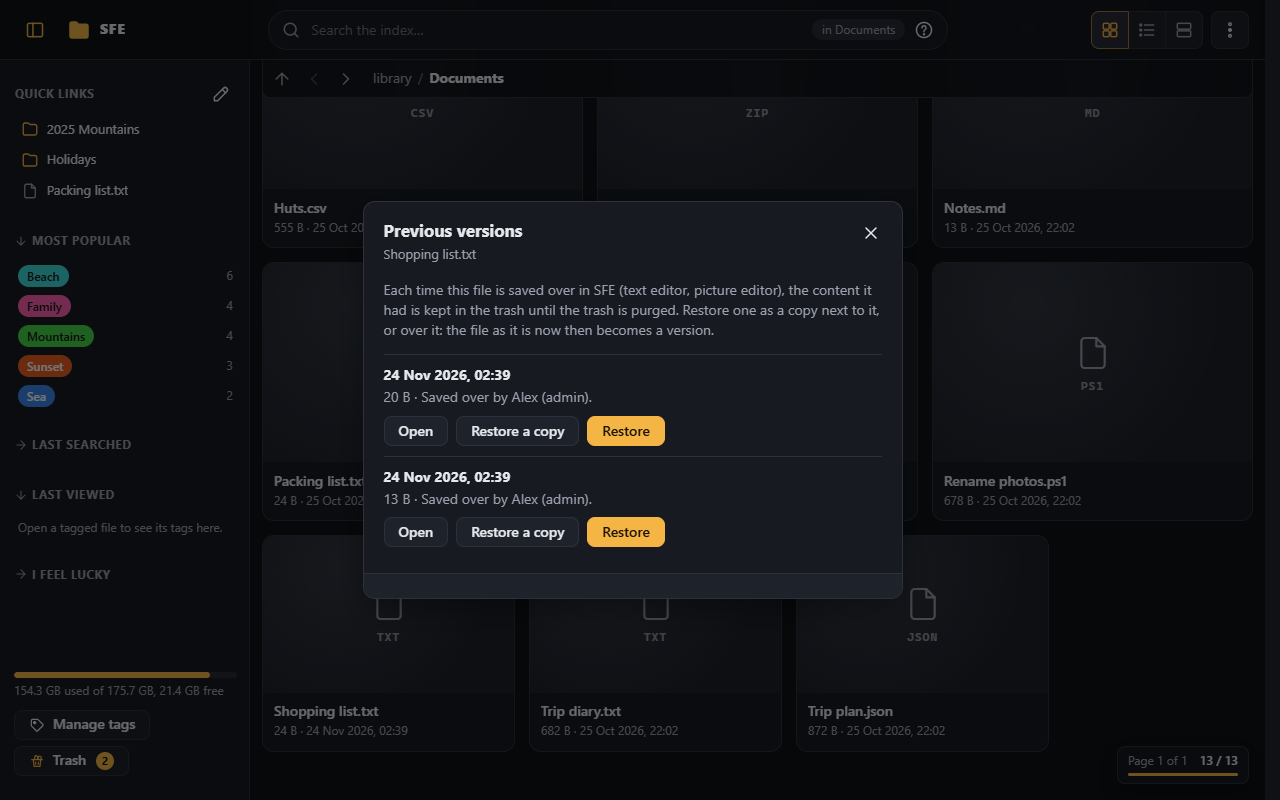 SFE
Search the index...
in Documents
QUICK LINKS
2025 Mountains
Holidays
Packing list.txt
MOST POPULAR
Beach 6
Family 4
Mountains 4
Sunset 3
Sea 2
LAST SEARCHED
LAST VIEWED
Open a tagged file to see its tags here.
I FEEL LUCKY
154.3 GB used of 175.7 GB, 21.4 GB free
Manage tags
Trash 2
library / Documents
CSV
ZIP
MD
Huts.csv
555 B · 25 Oct 20
Notes.md
13 B · 25 Oct 2026, 22:02
Previous versions
Shopping list.txt
Each time this file is saved over in SFE (text editor, picture editor), the content it
had is kept in the trash until the trash is purged. Restore one as a copy next to it,
or over it: the file as it is now then becomes a version.
24 Nov 2026, 02:39
20 B · Saved over by Alex (admin).
Open Restore a copy Restore
24 Nov 2026, 02:39
13 B · Saved over by Alex (admin).
Open Restore a copy Restore
PS1
Packing list.txt
24 B · 25 Oct 202
Rename photos.ps1
678 B · 25 Oct 2026, 22:02
TXT
TXT
JSON
Shopping list.txt
24 B · 24 Nov 2026, 02:39
Trip diary.txt
682 B · 25 Oct 2026, 22:02
Trip plan.json
872 B · 25 Oct 2026, 22:02
Page 1 of 1 13 / 13